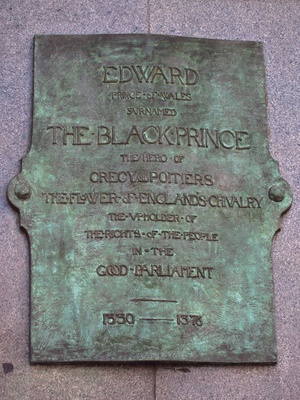 EDWARD
PRINCE·OF·WALES
SURNAMED
THE·BLACK·PRINCE
THE HERO OF
CRECY AND POITIERS
THE·FLOWER·OF·ENGLANDS·CHIVALRY
THE·VPHOLDER·OF
THE·RIGHTS·OF·THE·PEOPLE
IN·THE
GOOD·PARLIAMENT
1330 — 1376